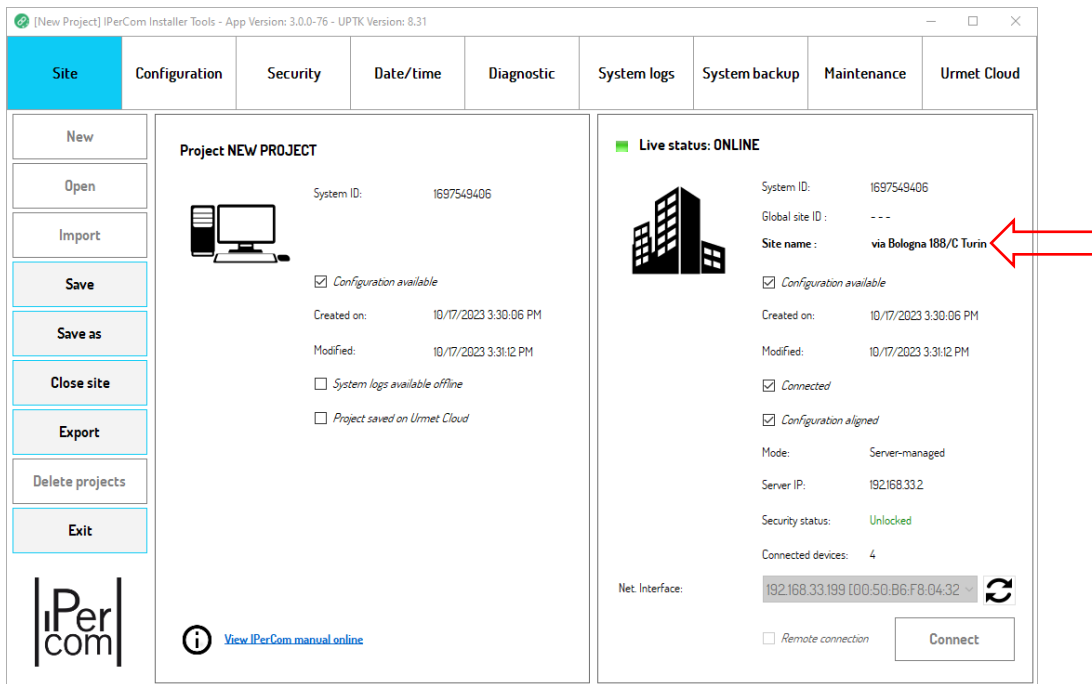 [New Project] IPerCom Installer Tools - App Version: 3.0.0-76 - UPTK Version: 8.31
Site
Configuration
Security
Date/time
Diagnostic
System logs
System backup
Maintenance
Urmet Cloud
New
Open
Import
Save
Save as
Close site
Export
Delete projects
Exit
IPer
com
Project NEW PROJECT
System ID: 1697549406
Configuration available
Created on: 10/17/2023 3:30:06 PM
Modified: 10/17/2023 3:31:12 PM
System logs available offline
Project saved on Urmet Cloud
View IPerCom manual online
Live status: ONLINE
System ID: 1697549406
Global site ID : ---
Site name : via Bologna 188/C Turin
Configuration available
Created on: 10/17/2023 3:30:06 PM
Modified: 10/17/2023 3:31:12 PM
Connected
Configuration aligned
Mode: Server-managed
Server IP: 192.168.33.2
Security status: Unlocked
Connected devices: 4
Net. Interface: 192.168.33.199 [00:50:B6:F8:04:32
Remote connection
Connect